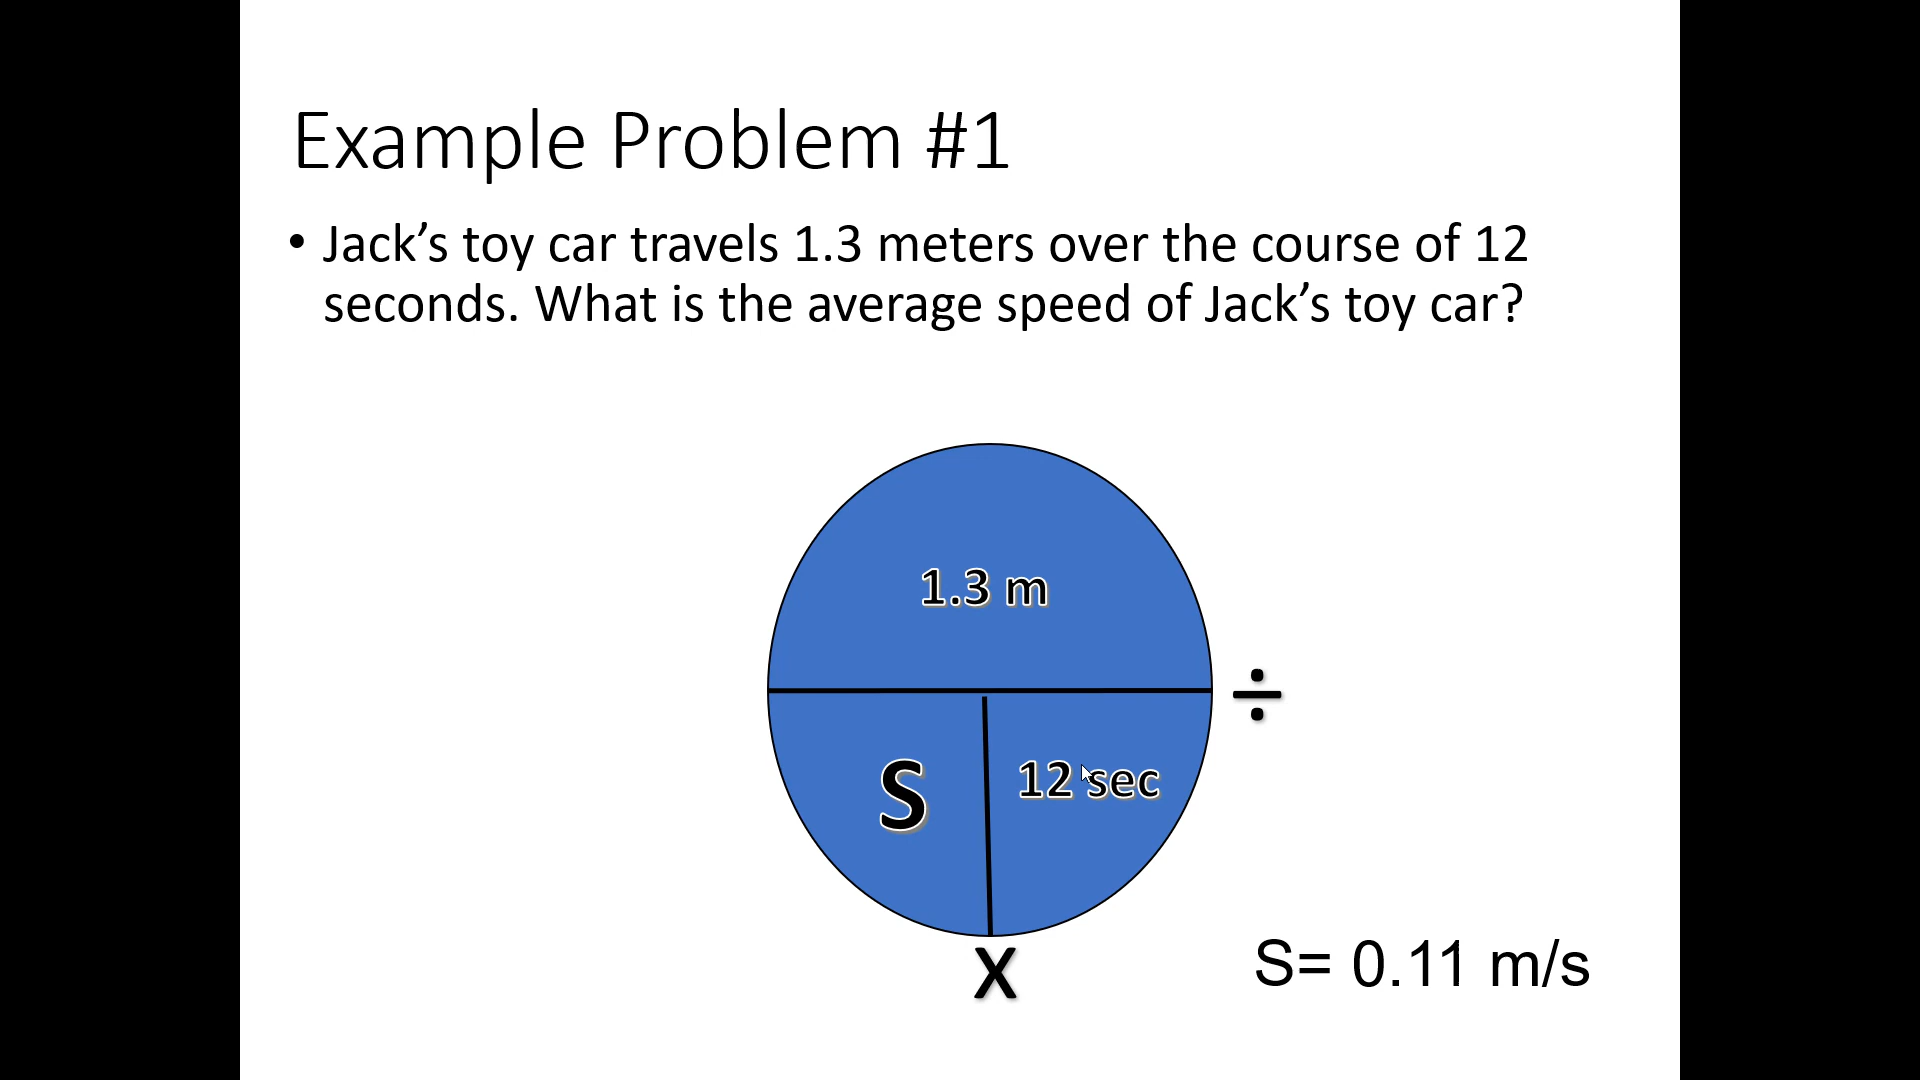 Example Problem #1
• Jack’s toy car travels 1.3 meters over the course of 12
seconds. What is the average speed of Jack’s toy car?
1.3 m
÷
S
12 sec
X
S= 0.11 m/s